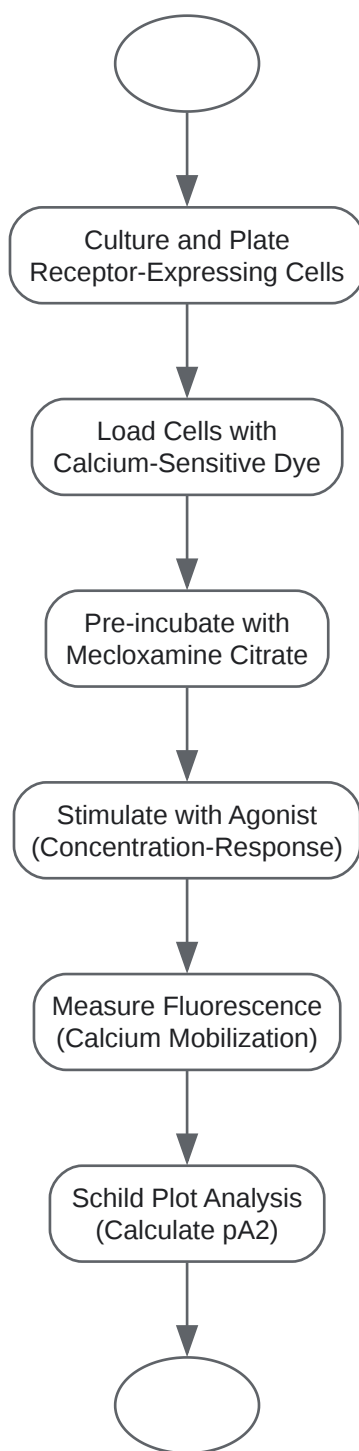 Culture and Plate
Receptor-Expressing Cells
Load Cells with
Calcium-Sensitive Dye
Pre-incubate with
Mecloxamine Citrate
Stimulate with Agonist
(Concentration-Response)
Measure Fluorescence
(Calcium Mobilization)
Schild Plot Analysis
(Calculate pA2)